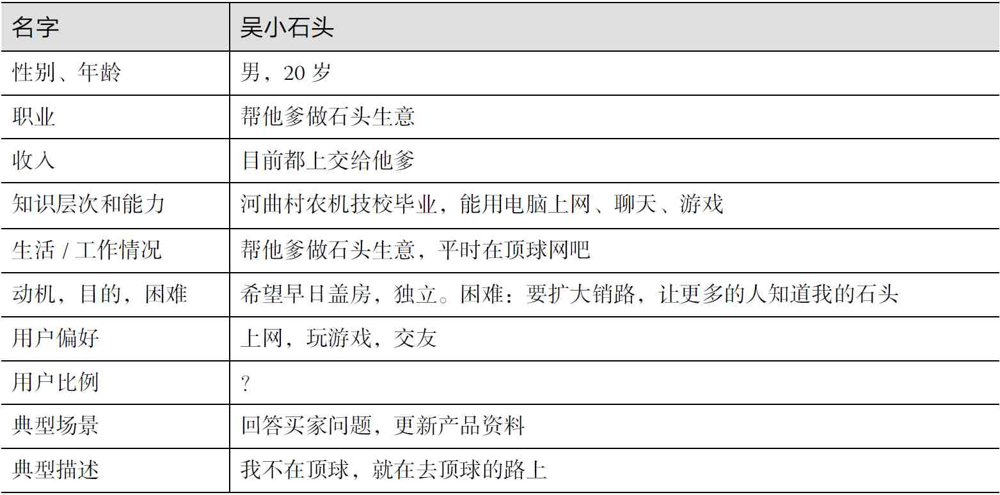 名字 吴小石头
性别、年龄 男，20 岁
职业 帮他爹做石头生意
收入 目前都上交给他爹
知识层次和能力 河曲村农机技校毕业，能用电脑上网、聊天、游戏
生活 / 工作情况 帮他爹做石头生意，平时在顶球网吧
动机，目的，困难 希望早日盖房，独立。困难：要扩大销路，让更多的人知道我的石头
用户偏好 上网，玩游戏，交友
用户比例 ?
典型场景 回答买家问题，更新产品资料
典型描述 我不在顶球，就在去顶球的路上